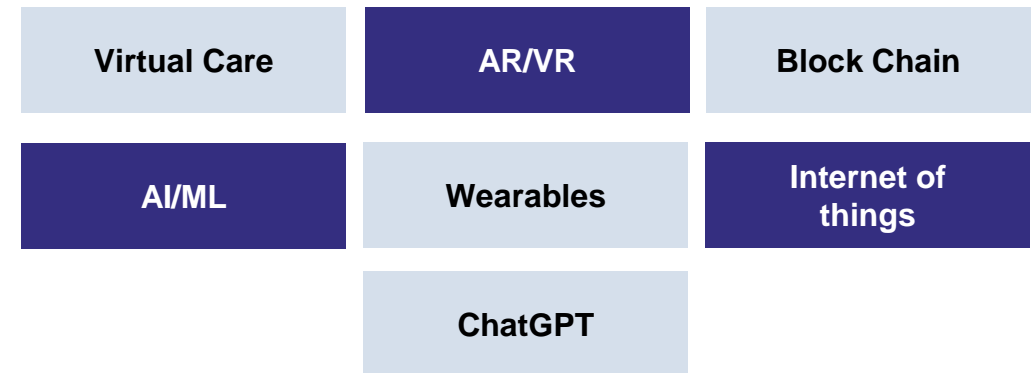 Virtual Care
AR/VR
Block Chain
AI/ML
Wearables
Internet of
things
ChatGPT